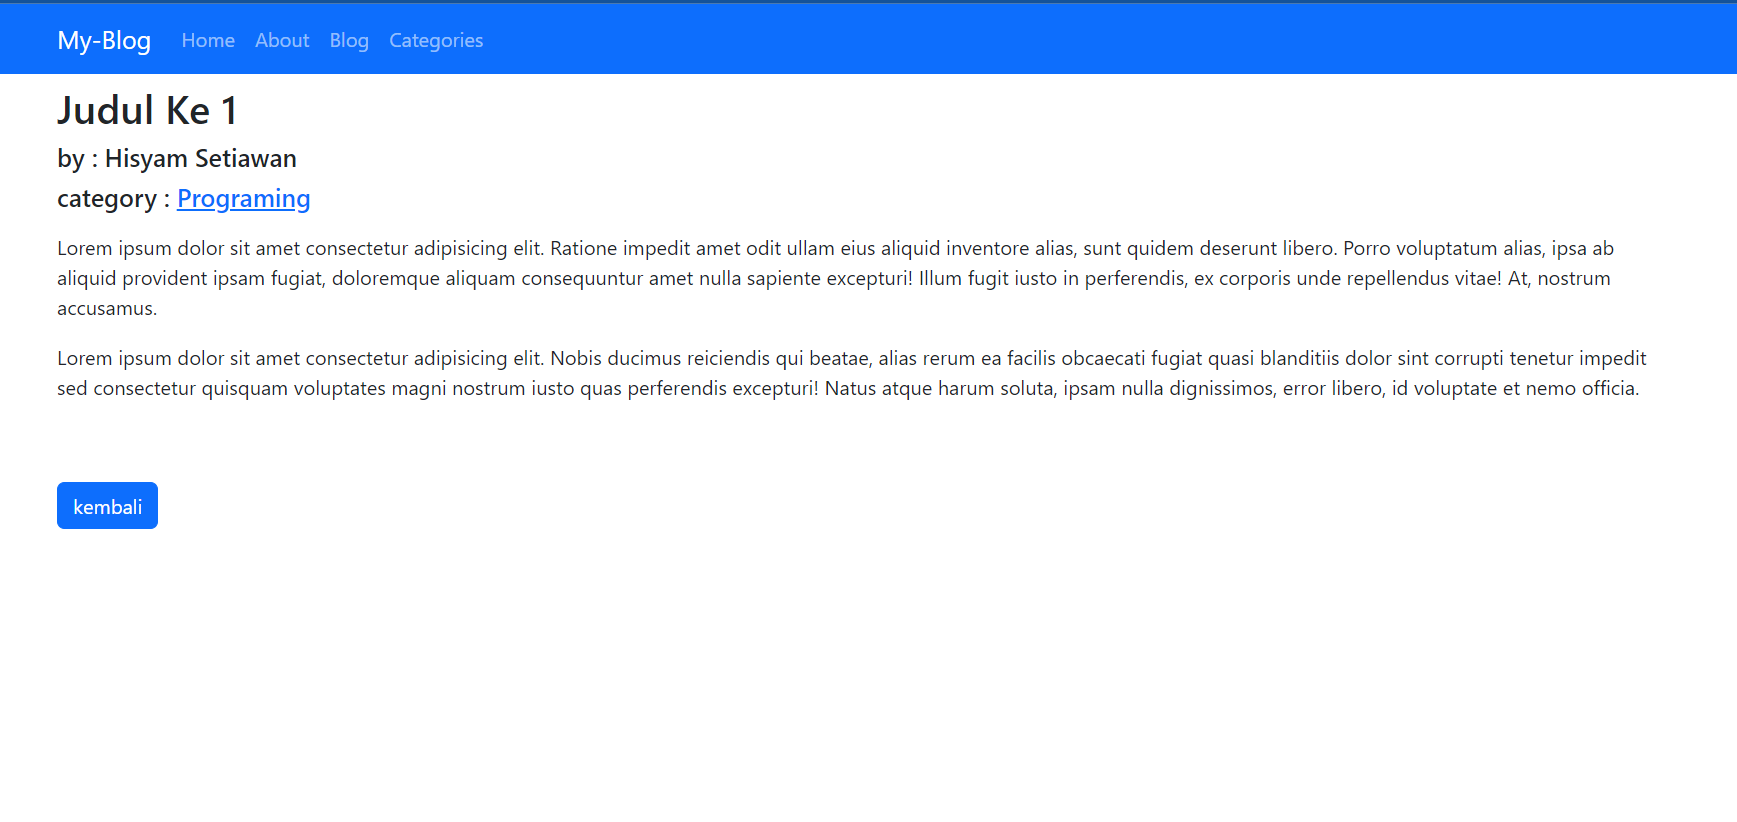 My-Blog Home About Blog Categories
Judul Ke 1
by : Hisyam Setiawan
category : Programing
Lorem ipsum dolor sit amet consectetur adipisicing elit. Ratione impedit amet odit ullam eius aliquid inventore alias, sunt quidem deserunt libero. Porro voluptatum alias, ipsa ab
aliquid provident ipsam fugiat, doloremque aliquam consequuntur amet nulla sapiente excepturi! Illum fugit iusto in perferendis, ex corporis unde repellendus vitae! At, nostrum
accusamus.
Lorem ipsum dolor sit amet consectetur adipisicing elit. Nobis ducimus reiciendis qui beatae, alias rerum ea facilis obcaecati fugiat quasi blanditiis dolor sint corrupti tenetur impedit
sed consectetur quisquam voluptates magni nostrum iusto quas perferendis excepturi! Natus atque harum soluta, ipsam nulla dignissimos, error libero, id voluptate et nemo officia.
kembali